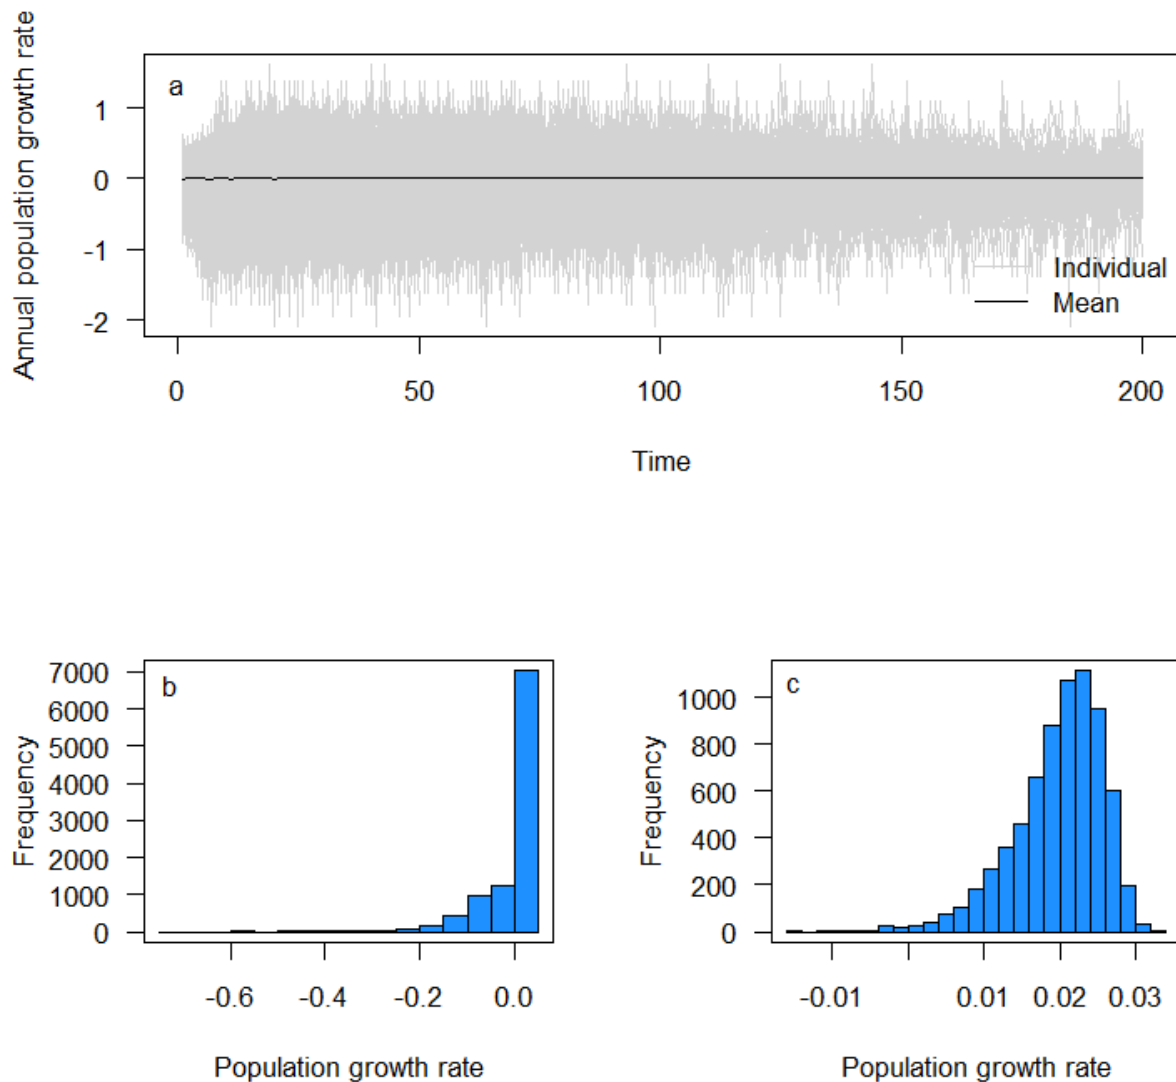 Annual population growth rate
a
1
0
-1
-2
Individual
Mean
0 50 100 150 200
Time
b
7000
6000
5000
4000
3000
2000
1000
0
Frequency
-0.6 -0.4 -0.2 0.0
Population growth rate
c
1000
800
600
400
200
0
Frequency
-0.01 0.01 0.02 0.03
Population growth rate